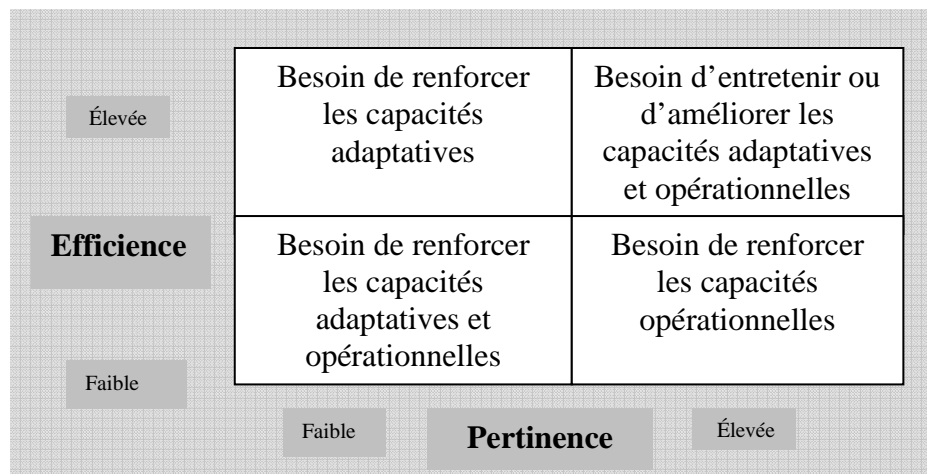 Élevée
Besoin de renforcer
les capacités
adaptatives
Besoin d'entretenir ou
d'améliorer les
capacités adaptatives
et opérationnelles
Efficience
Besoin de renforcer
les capacités
adaptatives et
opérationnelles
Besoin de renforcer
les capacités
opérationnelles
Faible
Faible
Pertinence
Élevée